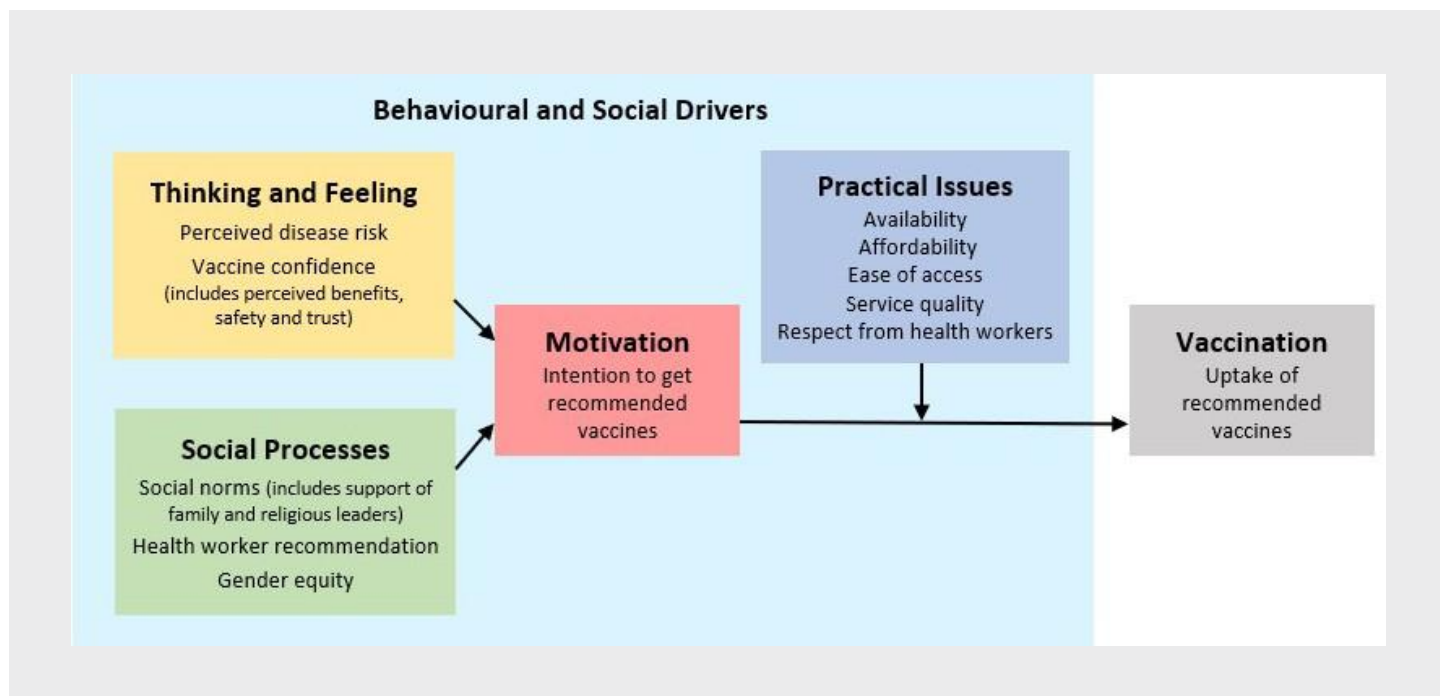 Behavioural and Social Drivers
Thinking and Feeling
Perceived disease risk
Vaccine confidence
(includes perceived benefits,
safety and trust)
Social Processes
Social norms (includes support of
family and religious leaders)
Health worker recommendation
Gender equity
Motivation
Intention to get
recommended
vaccines
Practical Issues
Availability
Affordability
Ease of access
Service quality
Respect from health workers
Vaccination
Uptake of
recommended
vaccines